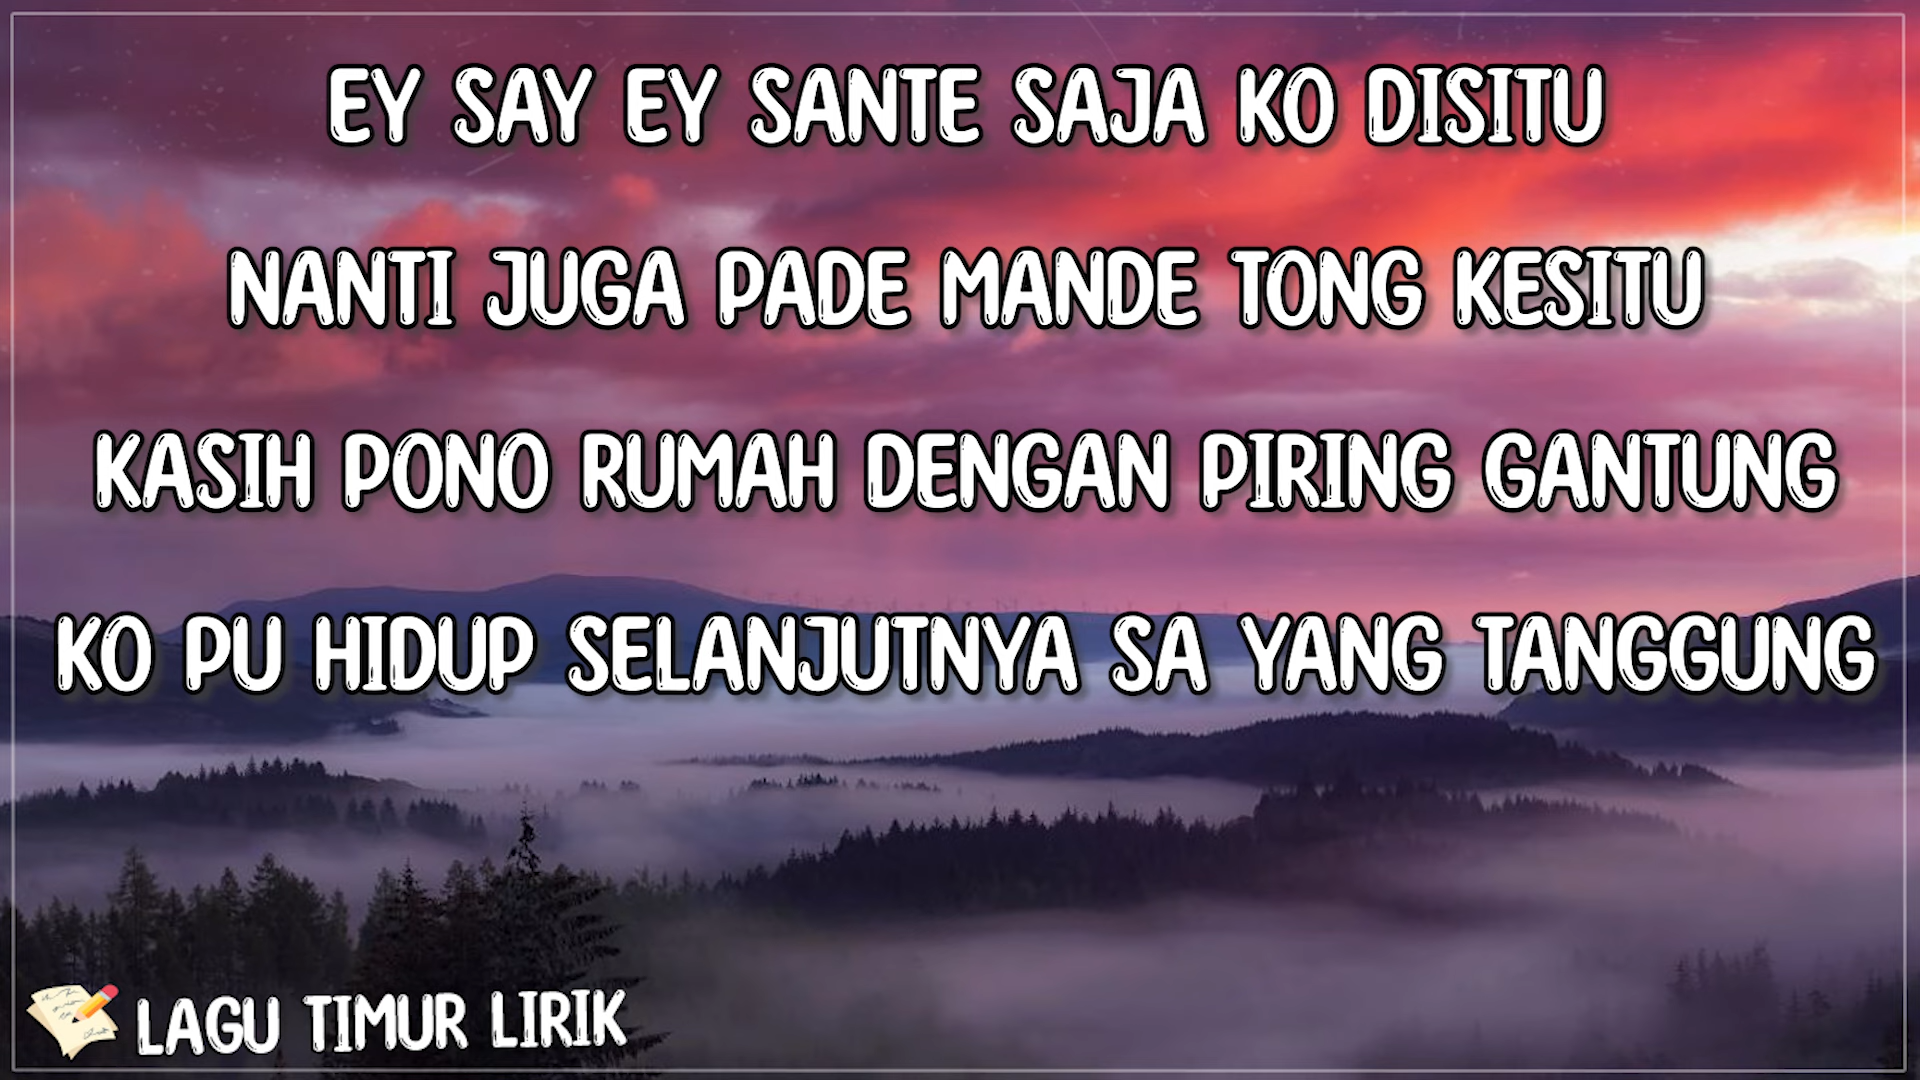 EY SAY EY SANTE SAJA KO DISITU
NANTI JUGA PADE MANDE TONG KESITU
KASIH PONO RUMAH DENGAN PIRING GANTUNG
KO PU HIDUP SELANJUTNYA SA YANG TANGGUNG
LAGU TIMUR LIRIK